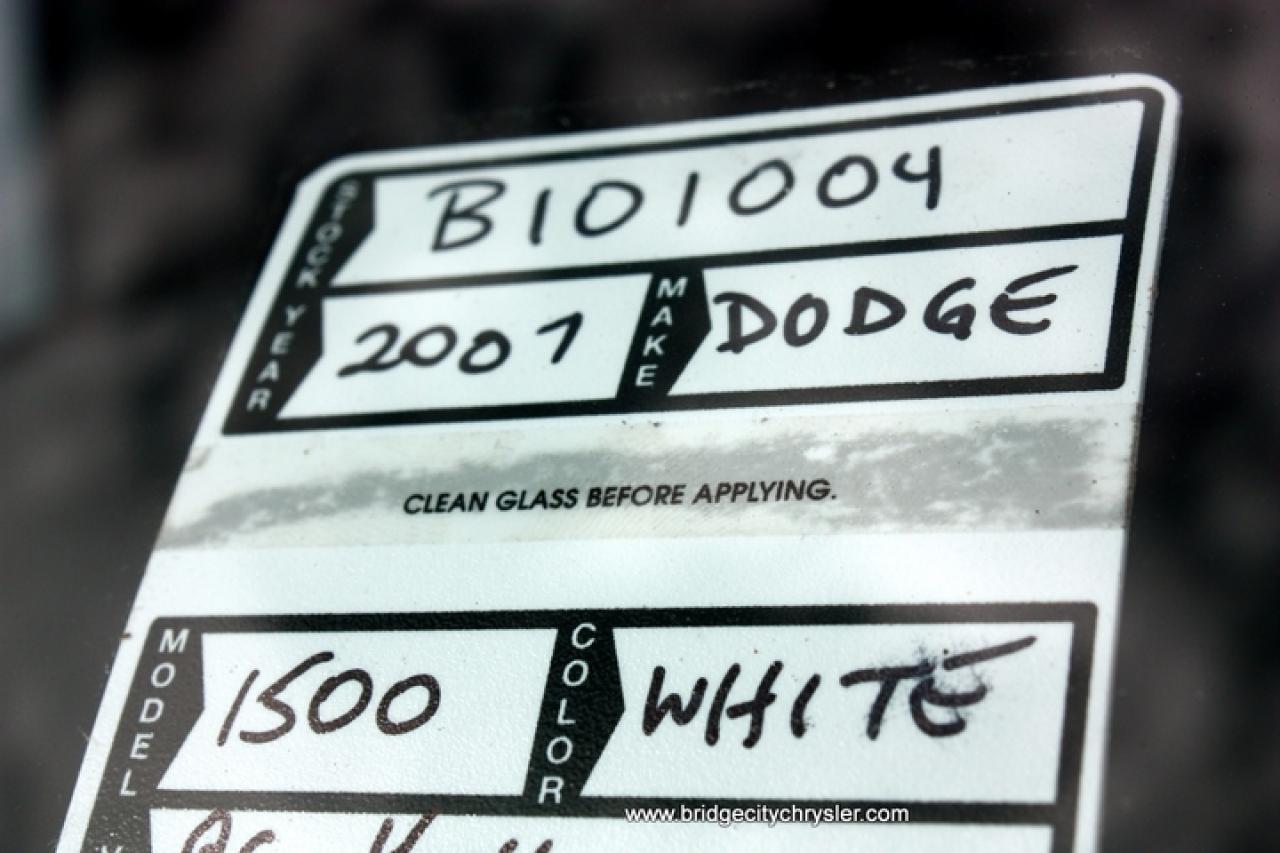 STOCK B101004
YEAR 2007 MAKE DODGE
CLEAN GLASS BEFORE APPLYING.
MODEL 1500 COLOR WHITE
www.bridgecitychrysler.com